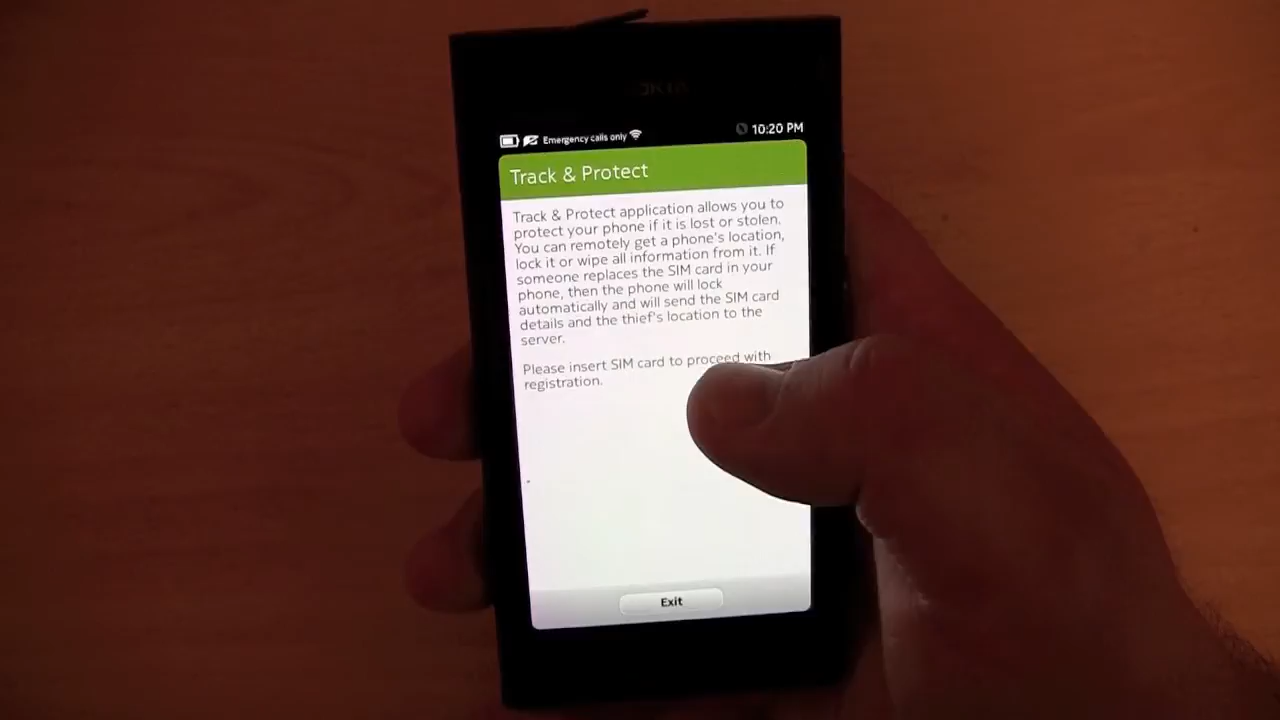 NOKIA
Emergency calls only
10:20 PM
Track & Protect
Track & Protect application allows you to
protect your phone if it is lost or stolen.
You can remotely get a phone's location,
lock it or wipe all information from it. If
someone replaces the SIM card in your
phone, then the phone will lock
automatically and will send the SIM card
details and the thief's location to the
server.
Please insert SIM card to proceed with
registration.
Exit